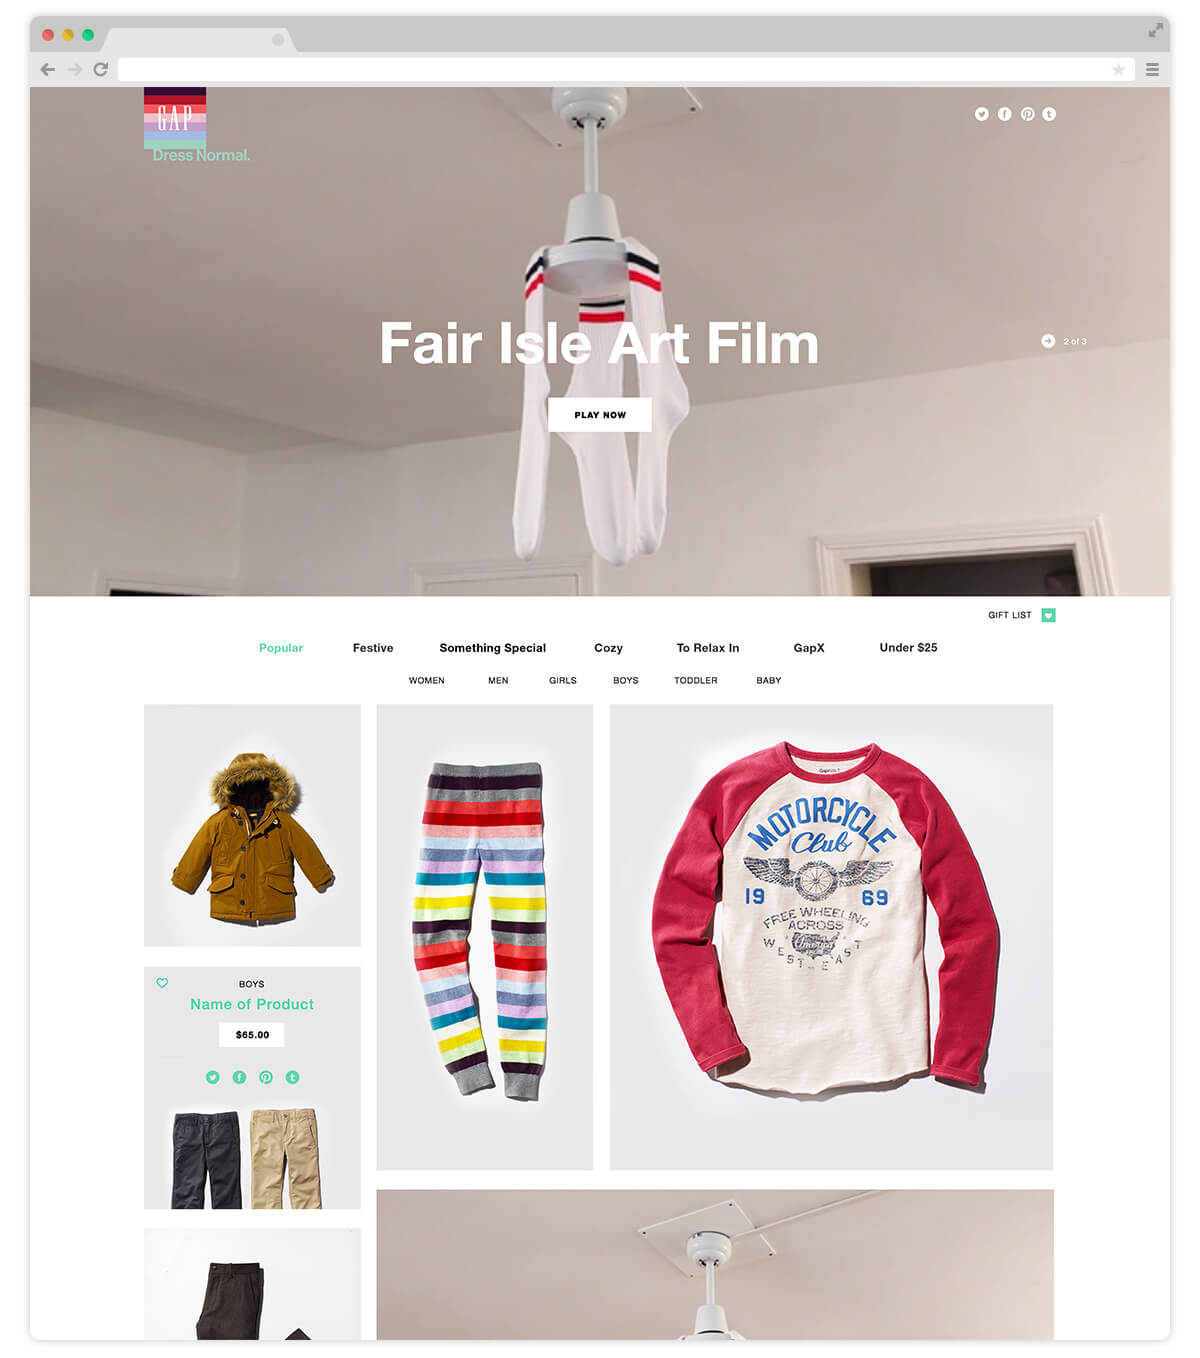 GAP
Dress Normal.
Fair Isle Art Film
2 of 3
PLAY NOW
GIFT LIST
Popular Festive Something Special Cozy To Relax In GapX Under $25
WOMEN MEN GIRLS BOYS TODDLER BABY
MOTORCYCLE
Club
19 69
FREE WHEELING
ACROSS
America
WEST EAST
BOYS
Name of Product
$65.00